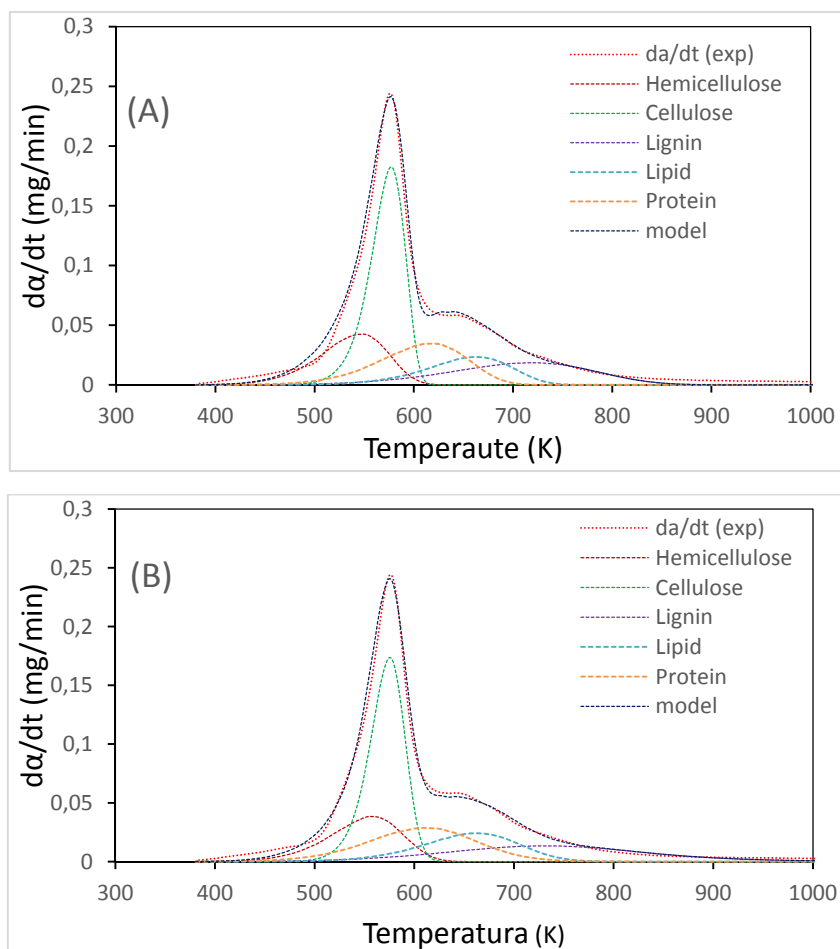 0,3
0,25
0,2
0,15
0,1
0,05
0
dα/dt (mg/min)
(A)
da/dt (exp)
Hemicellulose
Cellulose
Lignin
Lipid
Protein
model
300 400 500 600 700 800 900 1000
Temperaute (K)
0,3
0,25
0,2
0,15
0,1
0,05
0
dα/dt (mg/min)
(B)
da/dt (exp)
Hemicellulose
Cellulose
Lignin
Lipid
Protein
model
300 400 500 600 700 800 900 1000
Temperatura (K)